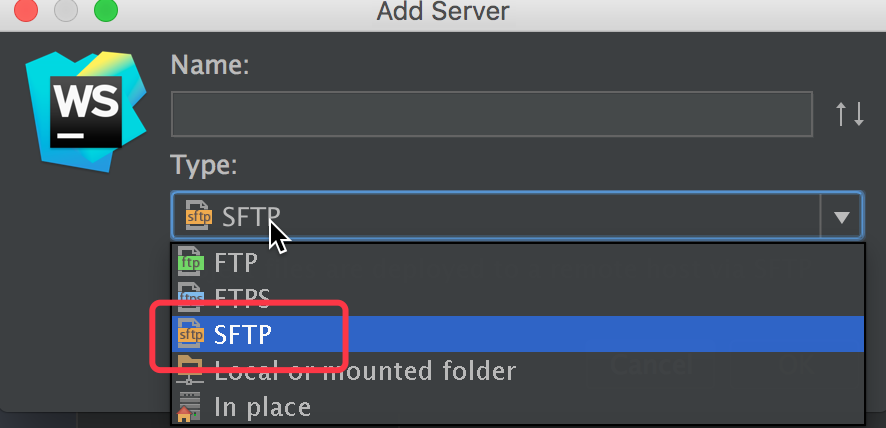 Add Server
Name:
WS
Type:
sftp SFTP
ftp FTP
ftps FTPS
sftp SFTP
Local or mounted folder
Cancel
OK
In place